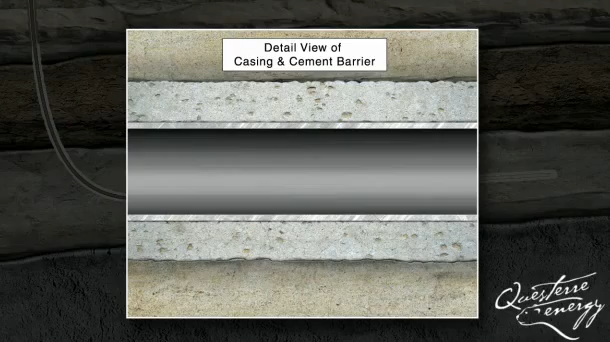 Detail View of
Casing & Cement Barrier
Questerre
energy